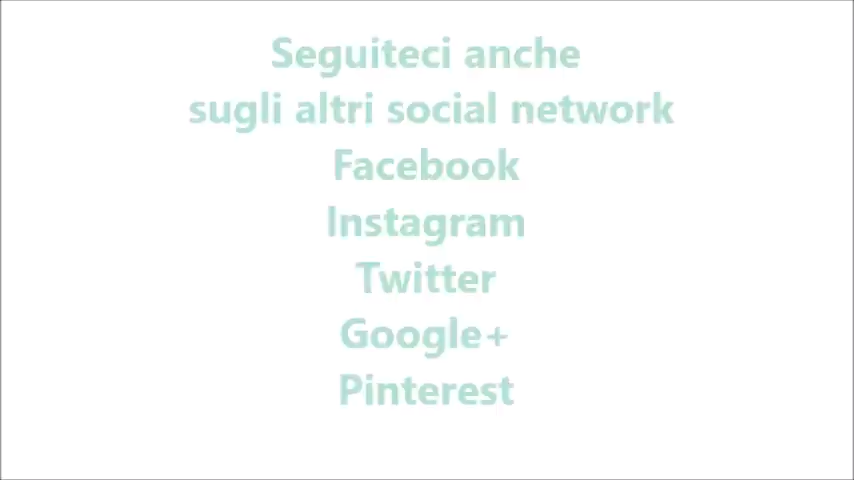 Seguiteci anche
sugli altri social network
Facebook
Instagram
Twitter
Google+
Pinterest